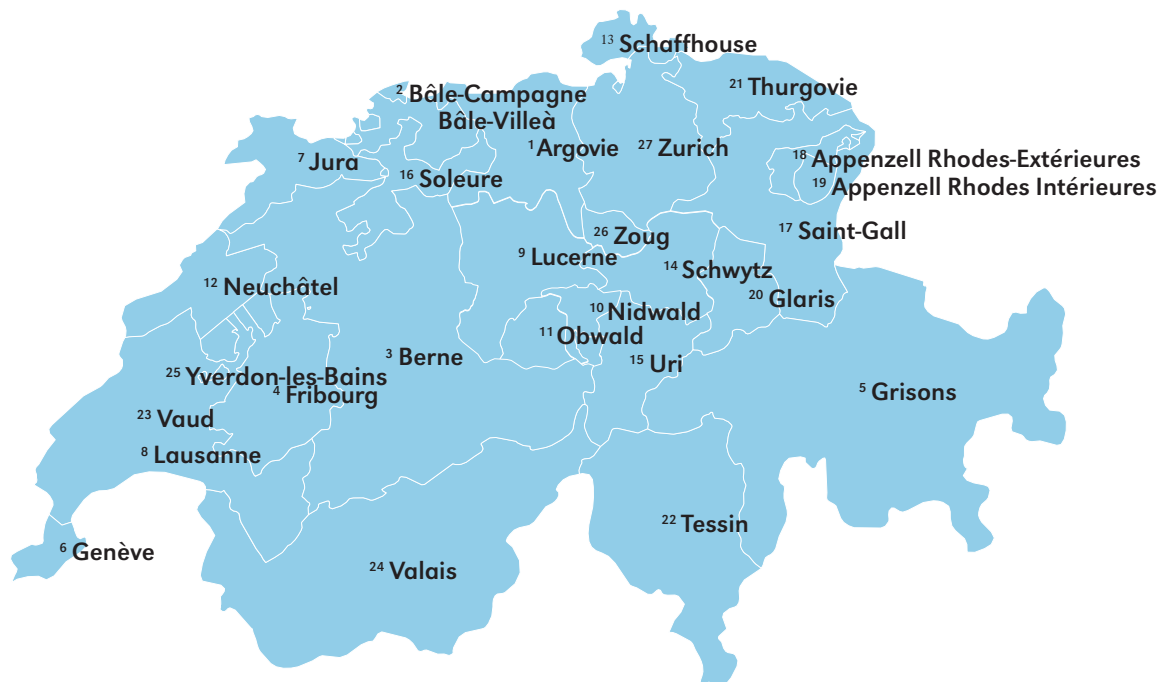 13 Schaffhouse
21 Thurgovie
2 Bâle-Campagne
Bâle-Villeà
1 Argovie
27 Zurich
7 Jura
18 Appenzell Rhodes-Extérieures
16 Soleure
19 Appenzell Rhodes Intérieures
17 Saint-Gall
26 Zoug
9 Lucerne
14 Schwytz
12 Neuchâtel
20 Glaris
10 Nidwald
11 Obwald
3 Berne
15 Uri
25 Yverdon-les-Bains
4 Fribourg
5 Grisons
23 Vaud
8 Lausanne
22 Tessin
6 Genève
24 Valais